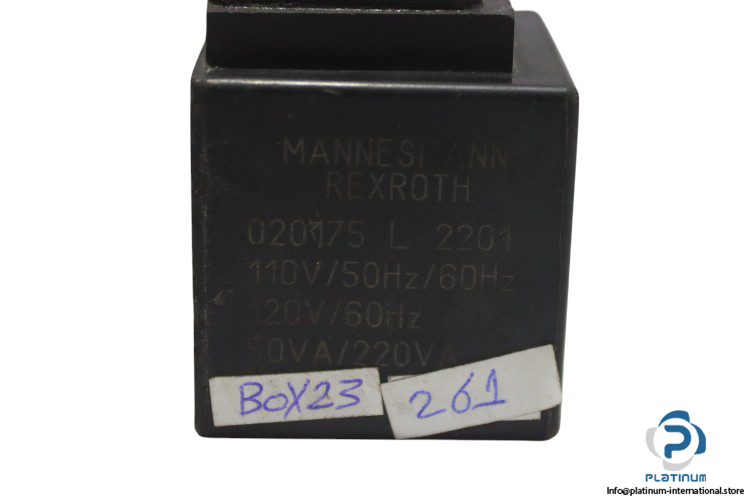 MANNESMANN
REXROTH
020175 L 2201
110V/50Hz/60Hz
120V/60Hz
VA/220VA
BOX23
261
PLATINUM
Info@platinum-international.store